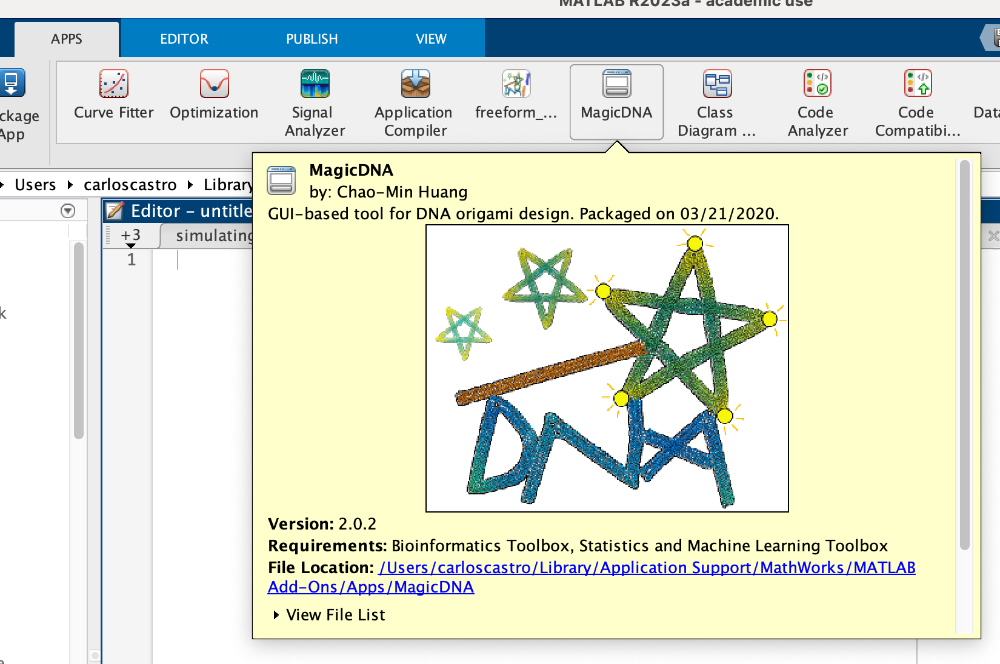 MATLAB R2023a - academic use
APPS
EDITOR
PUBLISH
VIEW
ckage
App
Curve Fitter
Optimization
Signal
Analyzer
Application
Compiler
freeform_...
MagicDNA
Class
Diagram ...
Code
Analyzer
Code
Compatibi...
Data
Users
carloscastro
Library
Editor – untitle
+3
simulating
1
k
MagicDNA
by: Chao-Min Huang
GUI-based tool for DNA origami design. Packaged on 03/21/2020.
DNA
Version: 2.0.2
Requirements: Bioinformatics Toolbox, Statistics and Machine Learning Toolbox
File Location: /Users/carloscastro/Library/Application Support/MathWorks/MATLAB
Add-Ons/Apps/MagicDNA
View File List